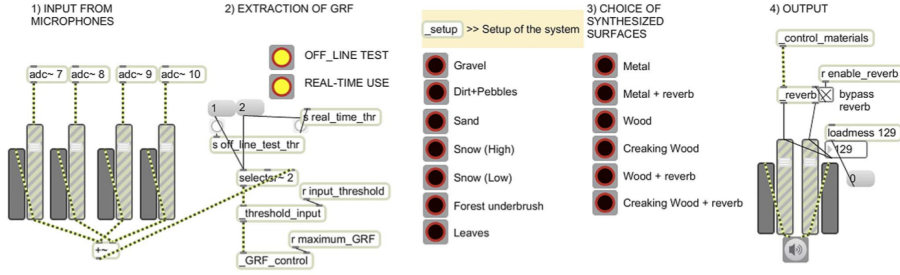 1) INPUT FROM
MICROPHONES
adc~ 7
adc~ 8
adc~ 9
adc~ 10
+~
2) EXTRACTION OF GRF
OFF_LINE TEST
REAL-TIME USE
1
2
s real_time_thr
s off_line_test_thr
selector~ 2
r input_threshold
_threshold_input
r maximum_GRF
_GRF_control
_setup
>> Setup of the system
Gravel
Dirt+Pebbles
Sand
Snow (High)
Snow (Low)
Forest underbrush
Leaves
3) CHOICE OF
SYNTHESIZED
SURFACES
Metal
Metal + reverb
Wood
Creaking Wood
Wood + reverb
Creaking Wood + reverb
4) OUTPUT
_control_materials
r enable_reverb
_reverb
bypass
reverb
loadmess 129
129
0